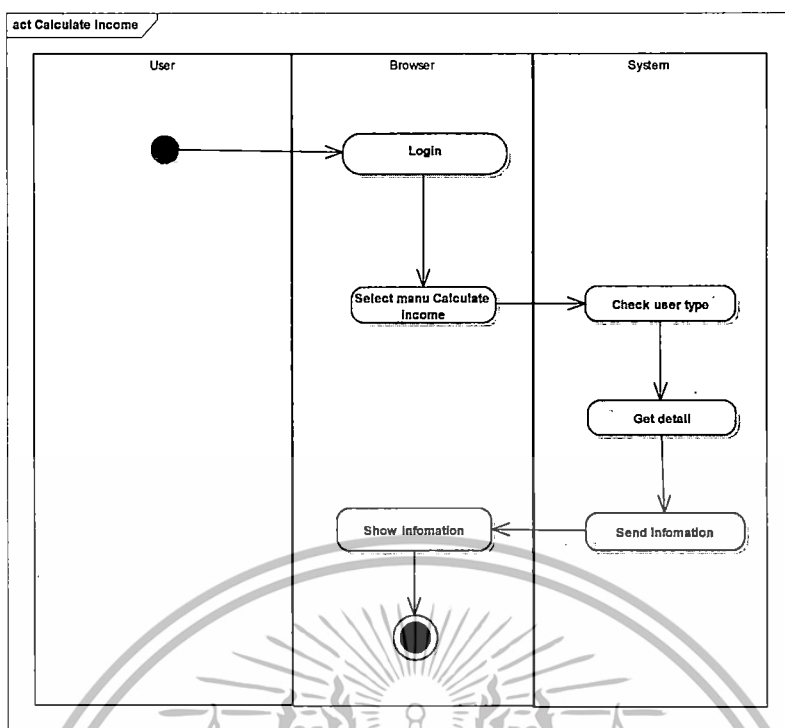 act Calculate Income
User
Browser
System
Login
Select manu Calculate
Income
Check user type
Get detail
Show Infomation
Send Infomation